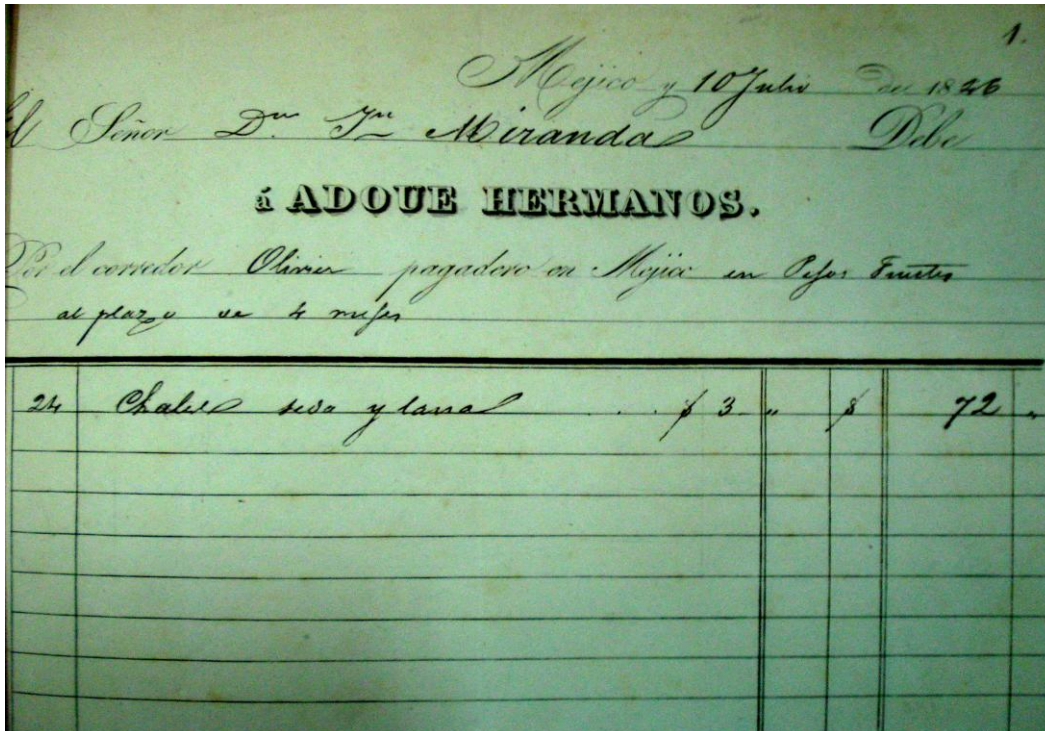 1.
Mejico y 10 Julio de 1846
El Señor Dn Jn Miranda Debe
á ADOUE HERMANOS.
Por el corredor Olivier pagadero en Mejico en Pesos Fuertes
al plazo de 4 meses
24 Chales seda y lana . . . $ 3 " $ 72 "